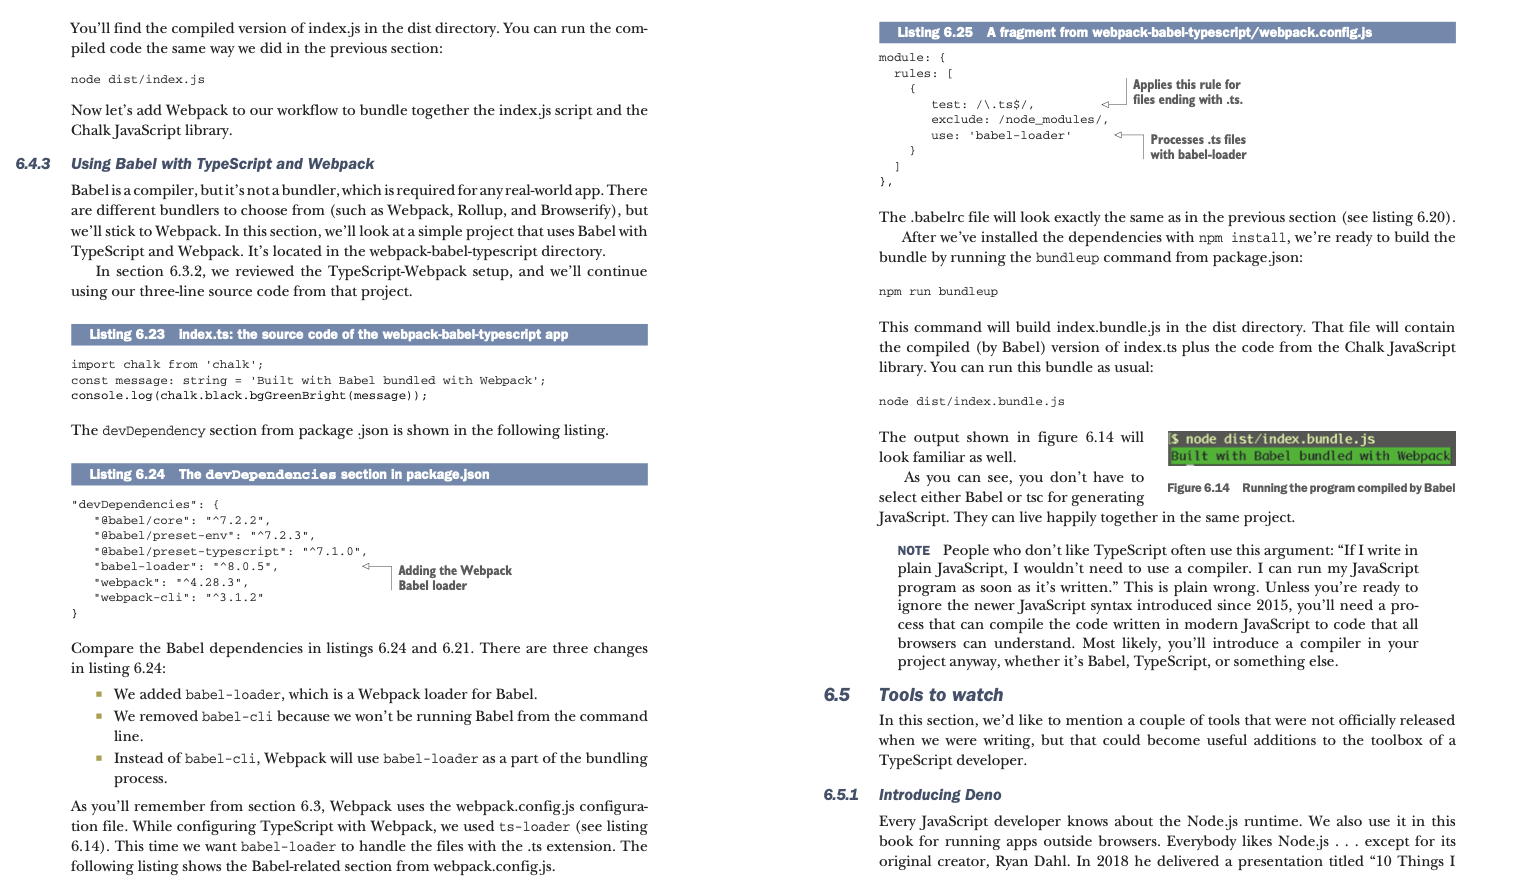 You'll find the compiled version of index.js in the dist directory. You can run the com-
piled code the same way we did in the previous section:
node dist/index.js
Now let's add Webpack to our workflow to bundle together the index.js script and the
Chalk JavaScript library.
6.4.3 Using Babel with TypeScript and Webpack
Babel is a compiler, but it's not a bundler, which is required for any real-world app. There
are different bundlers to choose from (such as Webpack, Rollup, and Browserify), but
we'll stick to Webpack. In this section, we'll look at a simple project that uses Babel with
TypeScript and Webpack. It's located in the webpack-babel-typescript directory.
In section 6.3.2, we reviewed the TypeScript-Webpack setup, and we'll continue
using our three-line source code from that project.
Listing 6.23 index.ts: the source code of the webpack-babel-typescript app
import chalk from 'chalk';
const message: string = 'Built with Babel bundled with Webpack';
console.log(chalk.black.bgGreenBright(message));
The devDependency section from package .json is shown in the following listing.
Listing 6.24 The devDependencies section in package.json
"devDependencies": {
"@babel/core": "^7.2.2",
"@babel/preset-env": "^7.2.3",
"@babel/preset-typescript": "^7.1.0",
"babel-loader": "^8.0.5",
"webpack": "^4.28.3",
"webpack-cli": "^3.1.2"
}
Adding the Webpack
Babel loader
Compare the Babel dependencies in listings 6.24 and 6.21. There are three changes
in listing 6.24:
■ We added babel-loader, which is a Webpack loader for Babel.
■ We removed babel-cli because we won't be running Babel from the command
line.
■ Instead of babel-cli, Webpack will use babel-loader as a part of the bundling
process.
As you'll remember from section 6.3, Webpack uses the webpack.config.js configura-
tion file. While configuring TypeScript with Webpack, we used ts-loader (see listing
6.14). This time we want babel-loader to handle the files with the .ts extension. The
following listing shows the Babel-related section from webpack.config.js.
Listing 6.25 A fragment from webpack-babel-typescript/webpack.config.js
module: {
rules: [
{
test: /\.ts$/,
exclude: /node_modules/,
use: 'babel-loader'
}
]
},
Applies this rule for
files ending with .ts.
Processes .ts files
with babel-loader
The .babelrc file will look exactly the same as in the previous section (see listing 6.20).
After we've installed the dependencies with npm install, we're ready to build the
bundle by running the bundleup command from package.json:
npm run bundleup
This command will build index.bundle.js in the dist directory. That file will contain
the compiled (by Babel) version of index.ts plus the code from the Chalk JavaScript
library. You can run this bundle as usual:
node dist/index.bundle.js
The output shown in figure 6.14 will
look familiar as well.
As you can see, you don't have to
select either Babel or tsc for generating
JavaScript. They can live happily together in the same project.
$ node dist/index.bundle.js
Built with Babel bundled with Webpack
Figure 6.14 Running the program compiled by Babel
NOTE People who don't like TypeScript often use this argument: "If I write in
plain JavaScript, I wouldn't need to use a compiler. I can run my JavaScript
program as soon as it's written." This is plain wrong. Unless you're ready to
ignore the newer JavaScript syntax introduced since 2015, you'll need a pro-
cess that can compile the code written in modern JavaScript to code that all
browsers can understand. Most likely, you'll introduce a compiler in your
project anyway, whether it's Babel, TypeScript, or something else.
6.5 Tools to watch
In this section, we'd like to mention a couple of tools that were not officially released
when we were writing, but that could become useful additions to the toolbox of a
TypeScript developer.
6.5.1 Introducing Deno
Every JavaScript developer knows about the Node.js runtime. We also use it in this
book for running apps outside browsers. Everybody likes Node.js . . . except for its
original creator, Ryan Dahl. In 2018 he delivered a presentation titled "10 Things I